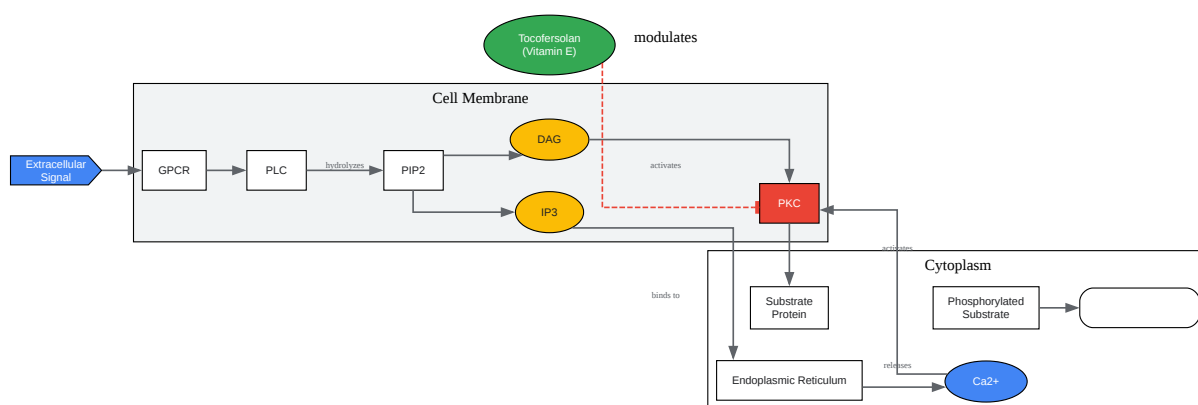 Tocofersolan
(Vitamin E)
modulates
Cell Membrane
Extracellular
Signal
GPCR
PLC
hydrolyzes
PIP2
DAG
activates
IP3
PKC
activates
Cytoplasm
binds to
Substrate
Protein
Phosphorylated
Substrate
Endoplasmic Reticulum
releases
Ca2+